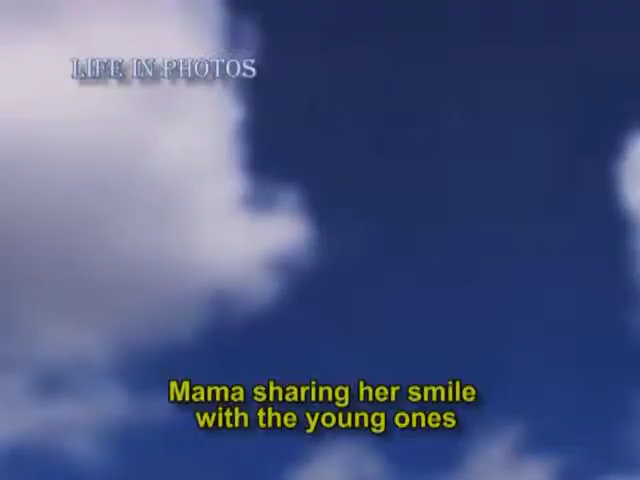 LIFE IN PHOTOS
Mama sharing her smile
with the young ones